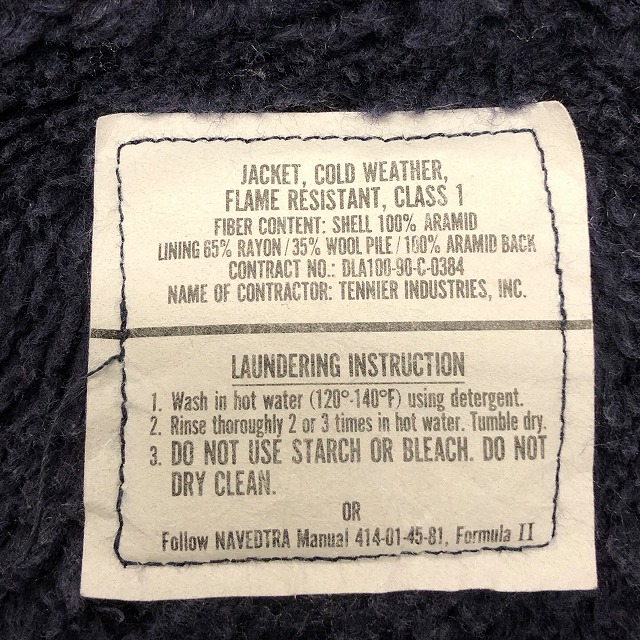 JACKET, COLD WEATHER,
FLAME RESISTANT, CLASS 1
FIBER CONTENT: SHELL 100% ARAMID
LINING 65% RAYON/35% WOOL PILE/100% ARAMID BACK
CONTRACT NO.: DLA100-90-C-0384
NAME OF CONTRACTOR: TENNIER INDUSTRIES, INC.
LAUNDERING INSTRUCTION
1. Wash in hot water (120°-140°F) using detergent.
2. Rinse thoroughly 2 or 3 times in hot water. Tumble dry.
3. DO NOT USE STARCH OR BLEACH. DO NOT
DRY CLEAN.
OR
Follow NAVEDTRA Manual 414-01-45-81, Formula II